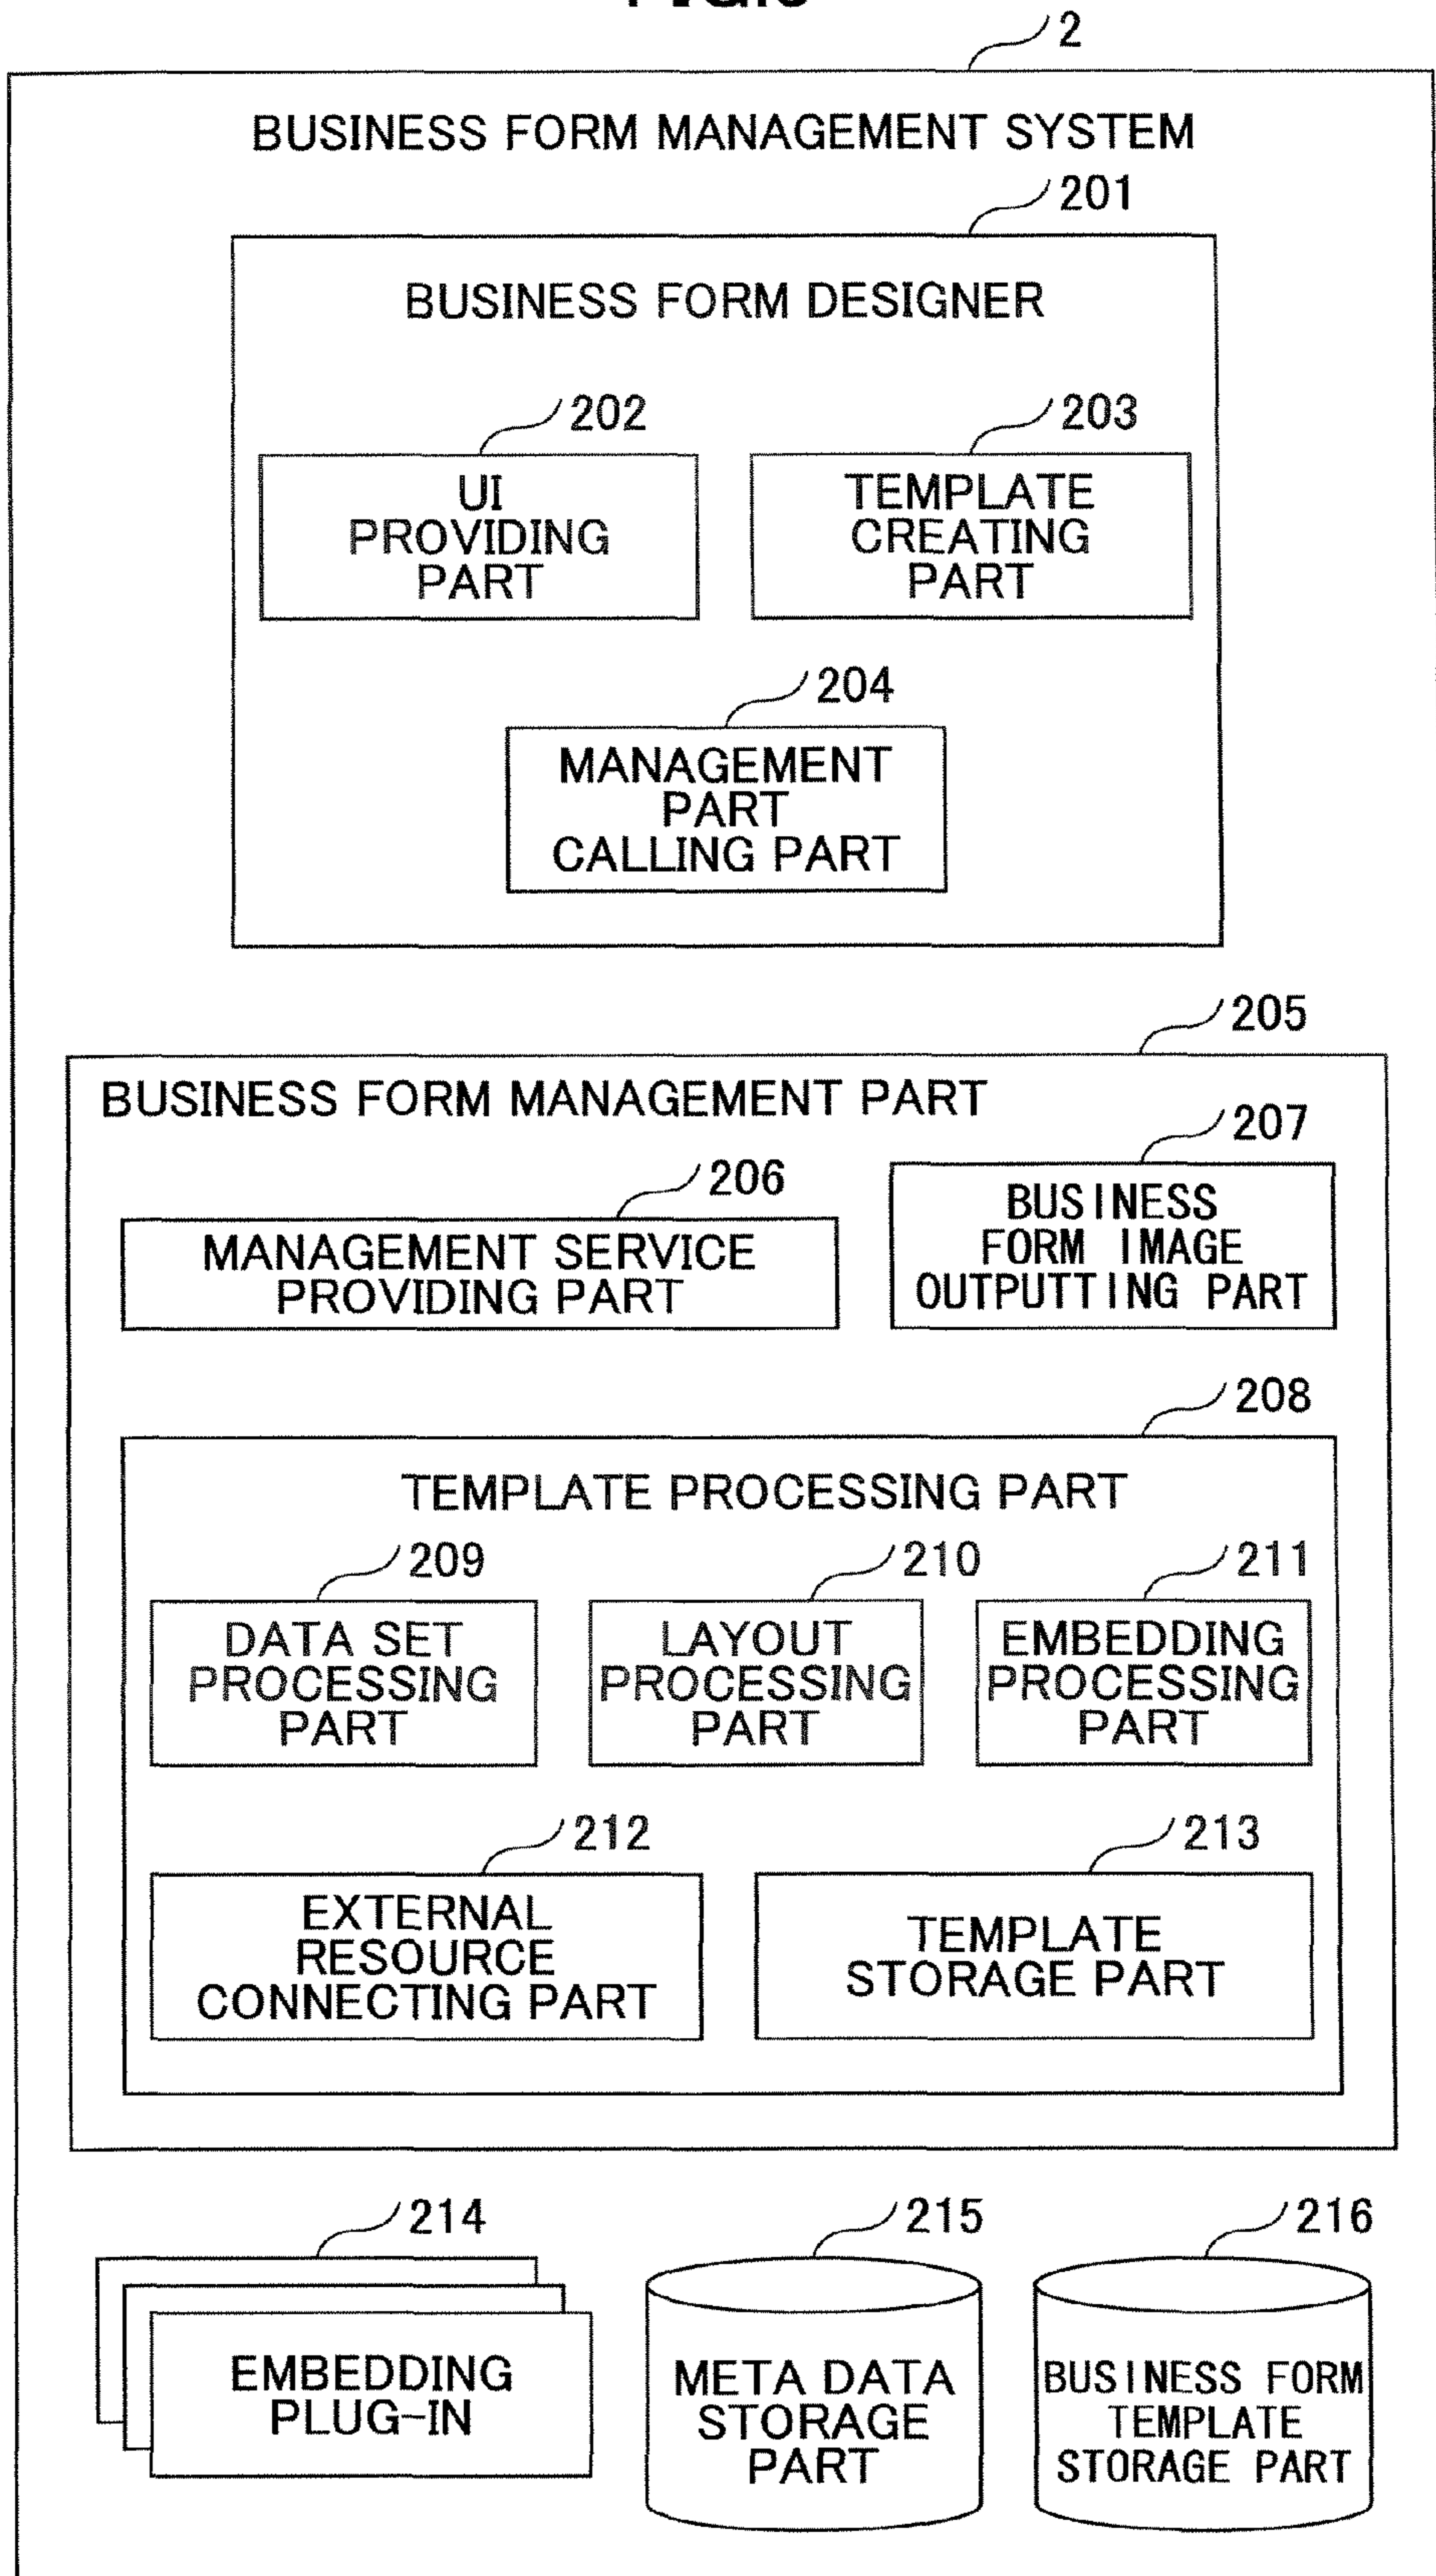 2
BUSINESS FORM MANAGEMENT SYSTEM
201
BUSINESS FORM DESIGNER
202
203
UI
PROVIDING
PART
TEMPLATE
CREATING
PART
204
MANAGEMENT
PART
CALLING PART
205
BUSINESS FORM MANAGEMENT PART
206
207
MANAGEMENT SERVICE
PROVIDING PART
BUSINESS
FORM IMAGE
OUTPUTTING PART
208
TEMPLATE PROCESSING PART
209
210
211
DATA SET
PROCESSING
PART
LAYOUT
PROCESSING
PART
EMBEDDING
PROCESSING
PART
212
213
EXTERNAL
RESOURCE
CONNECTING PART
TEMPLATE
STORAGE PART
214
215
216
EMBEDDING
PLUG-IN
META DATA
STORAGE
PART
BUSINESS FORM
TEMPLATE
STORAGE PART